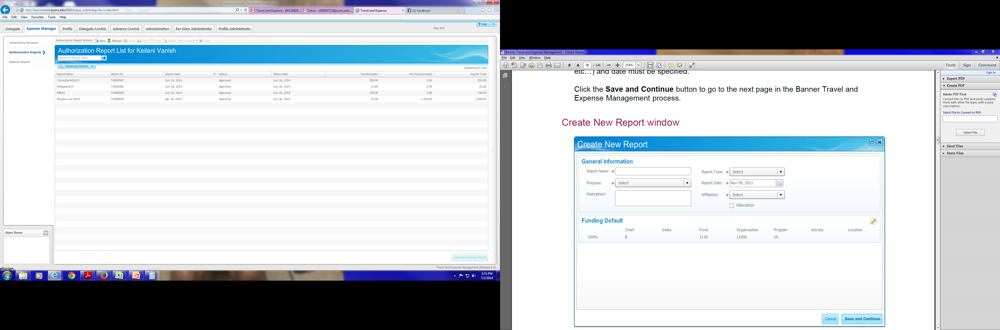 http://banwebtest.jsums.edu:9080/tvlexp_test/tvlexp-flex/index.html
Travel and Expense - j00128805...
Inbox - s00000772@jsums.edu ...
Travel and Expense
(2) Facebook
File Edit View Favorites Tools Help
Delegate Expense Manager Profile Delegate Control Advance Control Administration Per Diem Administrator Profile Administrator
Sign Out
? Help
Outstanding Advances
Authorization Reports
Expense Reports
Authorization Report Actions New Refresh Open Save Copy Delete More Actions Close
Authorization Report List for Keilani Vanish
Search by Report Name
Advanced Search
Displaying 4 rows.
Report Name Report ID Report Date Status Status Date Reimbursable Non-Reimbursable Report Total
Consultant62614 TA000007 Jun 26, 2014 Approved Jun 26, 2014 350.00 0.00 350.00
Miliage62614 TA000006 Jun 26, 2014 Approved Jun 26, 2014 16.80 0.00 16.80
MBUG TA000005 Jun 26, 2014 Approved Jun 26, 2014 150.00 0.00 150.00
Ellucian Live 2014 TA000004 Apr 28, 2014 Approved Jun 26, 2014 30.00 1,478.60 1,508.60
Open Items
Generate Expense Report
ellucian
Travel and Expense Management (Release 8.6)
3:33 PM
7/2/2014
Banner Travel and Expense Management - Adobe Reader
File Edit View Window Help
38 / 148
174%
Tools Sign Comment
etc...) and date must be specified.
Click the Save and Continue button to go to the next page in the Banner Travel and
Expense Management process.
Create New Report window
Create New Report
General Information
Report Name: * Report Type: * Select
Purpose: * Select Report Date: * Nov 09, 2011
Description: Affiliation: * Select
Relocation
Funding Default
Chart Index Fund Organization Program Activity Location
100% B 1110 11006 10
Cancel Save and Continue
Sign In
Export PDF
Create PDF
Adobe PDF Pack
Convert files to PDF and easily combine
them with other file types with a paid
subscription.
Select File to Convert to PDF:
Select File
Send Files
Store Files